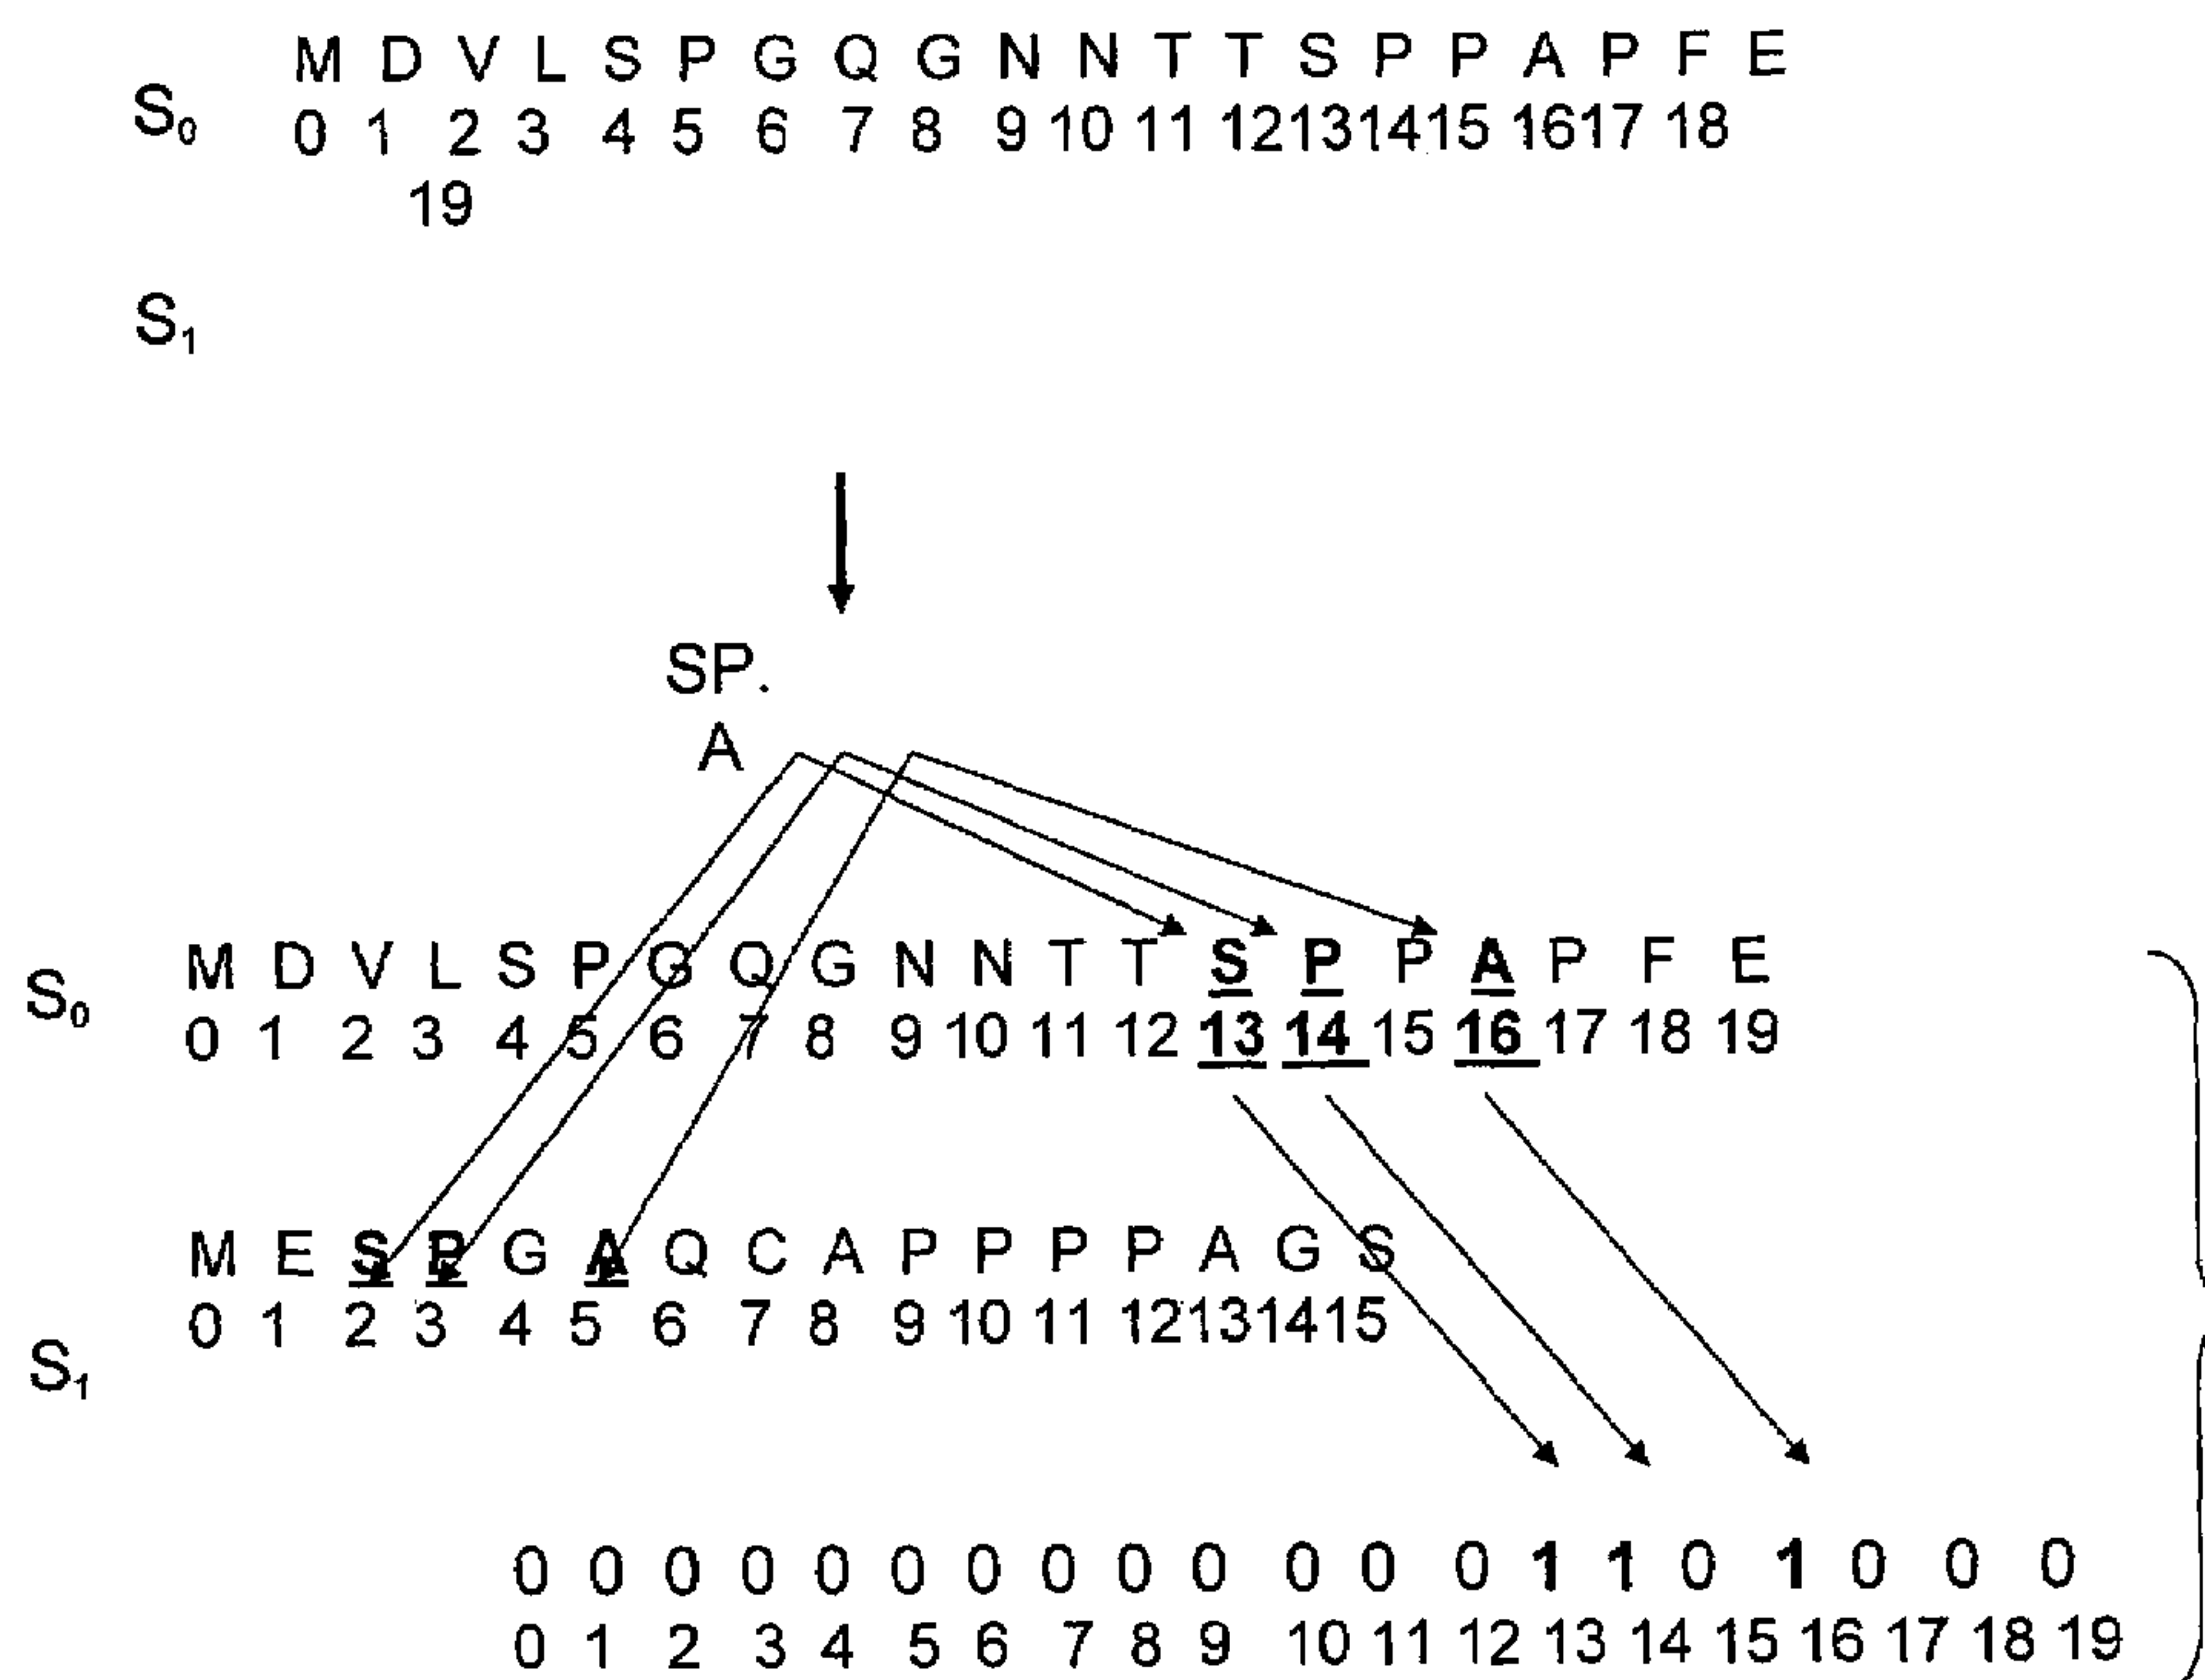 M D V L S P G Q G N N T T S P P A P F E
S0
0 1 2 3 4 5 6 7 8 9 10 11 12 13 14 15 16 17 18
19
S1
SP.
A
M D V L S P G Q G N N T T S P P A P F E
S0
0 1 2 3 4 5 6 7 8 9 10 11 12 13 14 15 16 17 18 19
M E S P G A Q C A P P P P A G S
0 1 2 3 4 5 6 7 8 9 10 11 12 13 14 15
S1
0 0 0 0 0 0 0 0 0 0 0 0 0 1 1 0 1 0 0 0
0 1 2 3 4 5 6 7 8 9 10 11 12 13 14 15 16 17 18 19